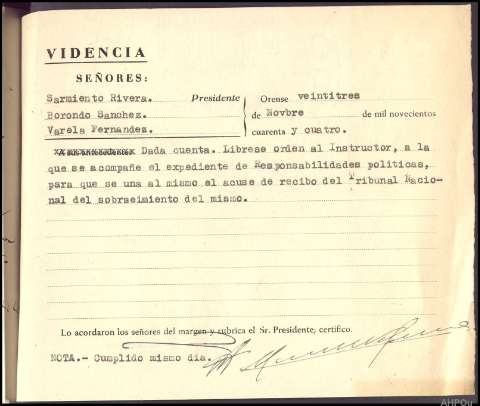 VIDENCIA
SEÑORES:
Sarmiento Rivera. Presidente
Borondo Sanchez.
Varela Fernandez.
Orense veintitres
de Novbre de mil novecientos
cuarenta y cuatro.
Dada cuenta. Librese orden al Instructor, a la
que se acompañe el expediente de Responsabilidades politicas,
para que se una al mismo el acuse de recibo del Tribunal Nacio-
nal del sobraeimiento del mismo.
Lo acordaron los señores del margen y rubrica el Sr. Presidente; certifico.
NOTA.- Cumplido mismo dia.
AHPOu